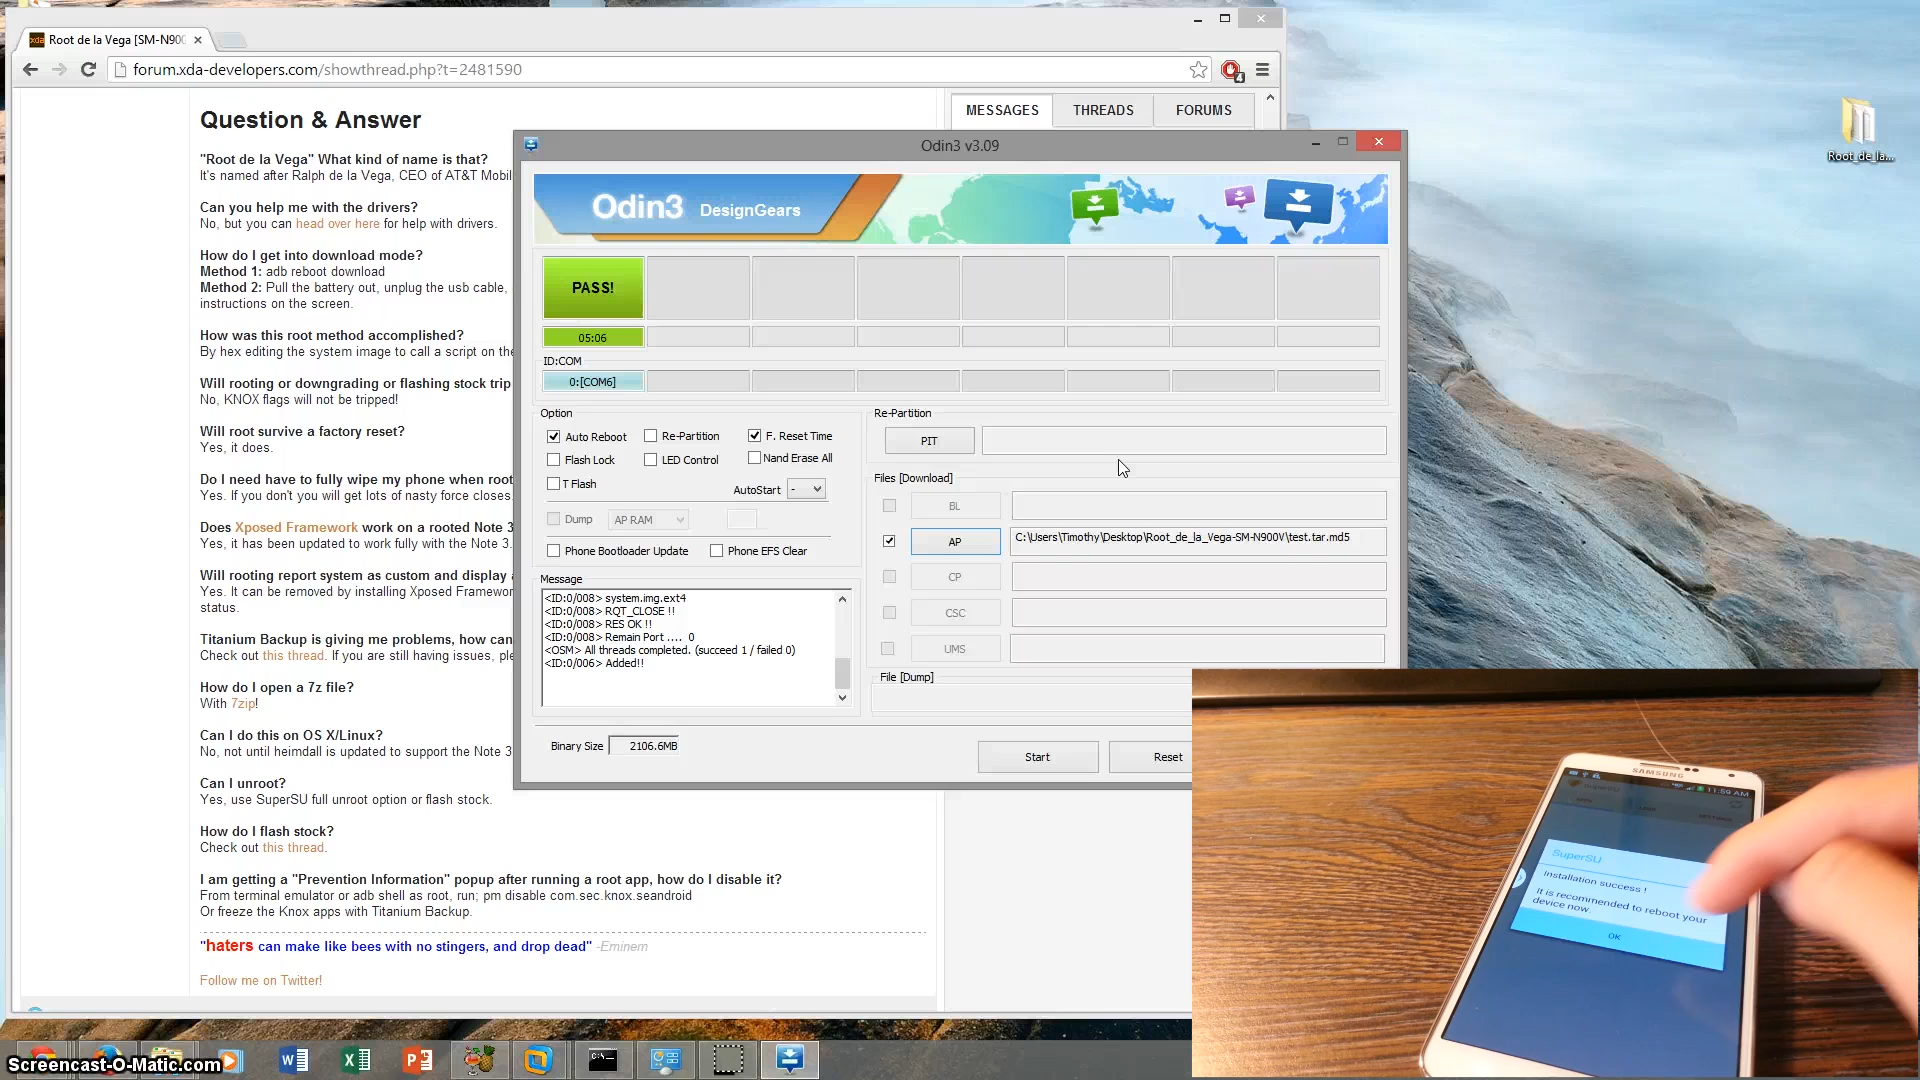 Root de la Vega [SM-N900
forum.xda-developers.com/showthread.php?t=2481590
4
MESSAGES
THREADS
FORUMS
Question & Answer
"Root de la Vega" What kind of name is that?
It's named after Ralph de la Vega, CEO of AT&T Mobil
Can you help me with the drivers?
No, but you can head over here for help with drivers.
How do I get into download mode?
Method 1: adb reboot download
Method 2: Pull the battery out, unplug the usb cable,
instructions on the screen.
How was this root method accomplished?
By hex editing the system image to call a script on the
Will rooting or downgrading or flashing stock trip
No, KNOX flags will not be tripped!
Will root survive a factory reset?
Yes, it does.
Do I need have to fully wipe my phone when root
Yes. If you don't you will get lots of nasty force closes.
Does Xposed Framework work on a rooted Note 3
Yes, it has been updated to work fully with the Note 3.
Will rooting report system as custom and display
Yes. It can be removed by installing Xposed Framewor
status.
Titanium Backup is giving me problems, how can
Check out this thread. If you are still having issues, ple
How do I open a 7z file?
With 7zip!
Can I do this on OS X/Linux?
No, not until heimdall is updated to support the Note 3
Can I unroot?
Yes, use SuperSU full unroot option or flash stock.
How do I flash stock?
Check out this thread.
I am getting a "Prevention Information" popup after running a root app, how do I disable it?
From terminal emulator or adb shell as root, run; pm disable com.sec.knox.seandroid
Or freeze the Knox apps with Titanium Backup.
"haters can make like bees with no stingers, and drop dead" -Eminem
Follow me on Twitter!
Odin3 v3.09
Odin3 DesignGears
PASS!
05:06
ID:COM
0:[COM6]
Option
Auto Reboot
Re-Partition
F. Reset Time
Flash Lock
LED Control
Nand Erase All
T Flash
AutoStart -
Dump
AP RAM
Phone Bootloader Update
Phone EFS Clear
Message
<ID:0/008> system.img.ext4
<ID:0/008> RQT_CLOSE !!
<ID:0/008> RES OK !!
<ID:0/008> Remain Port .... 0
<OSM> All threads completed. (succeed 1 / failed 0)
<ID:0/006> Added!!
Binary Size 2106.6MB
Re-Partition
PIT
Files [Download]
BL
AP C:\Users\Timothy\Desktop\Root_de_la_Vega-SM-N900V\test.tar.md5
CP
CSC
UMS
File [Dump]
Start
Reset
Root_de_la...
SAMSUNG
11:59 AM
SuperSU
Installation success !
It is recommended to reboot your
device now.
OK
Screencast-O-Matic.com